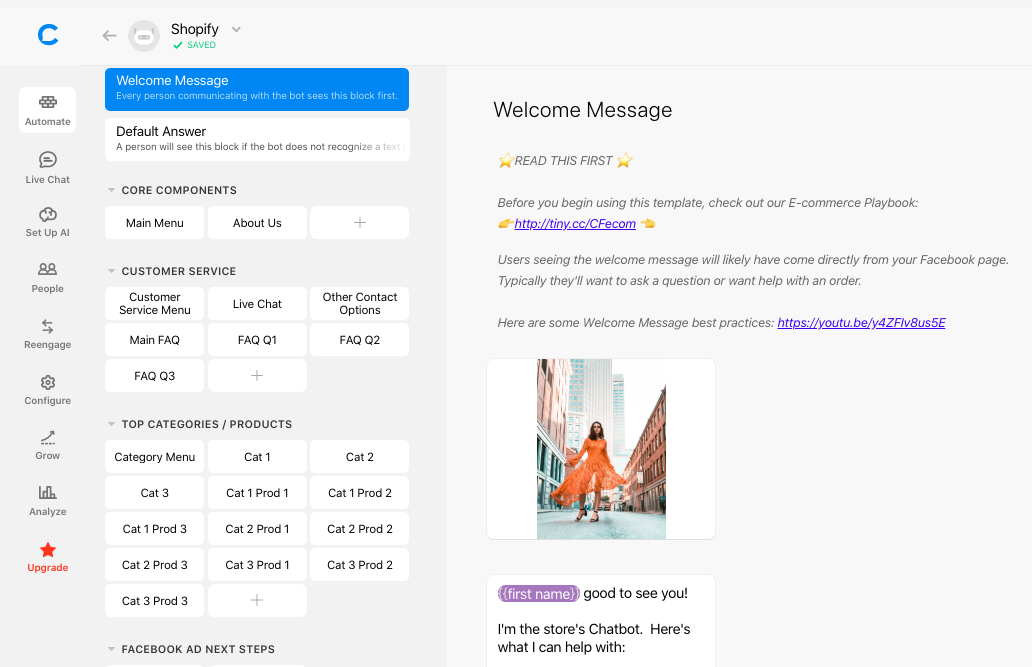 Shopify
SAVED
Automate
Live Chat
Set Up AI
People
Reengage
Configure
Grow
Analyze
Upgrade
Welcome Message
Every person communicating with the bot sees this block first.
Default Answer
A person will see this block if the bot does not recognize a text
CORE COMPONENTS
Main Menu
About Us
CUSTOMER SERVICE
Customer
Service Menu
Live Chat
Other Contact
Options
Main FAQ
FAQ Q1
FAQ Q2
FAQ Q3
TOP CATEGORIES / PRODUCTS
Category Menu
Cat 1
Cat 2
Cat 3
Cat 1 Prod 1
Cat 1 Prod 2
Cat 1 Prod 3
Cat 2 Prod 1
Cat 2 Prod 2
Cat 2 Prod 3
Cat 3 Prod 1
Cat 3 Prod 2
Cat 3 Prod 3
FACEBOOK AD NEXT STEPS
Welcome Message
⭐READ THIS FIRST ⭐
Before you begin using this template, check out our E-commerce Playbook:
👉http://tiny.cc/CFecom 👈
Users seeing the welcome message will likely have come directly from your Facebook page.
Typically they'll want to ask a question or want help with an order.
Here are some Welcome Message best practices: https://youtu.be/y4ZFlv8us5E
{{first name}} good to see you!
I'm the store's Chatbot.  Here's
what I can help with: